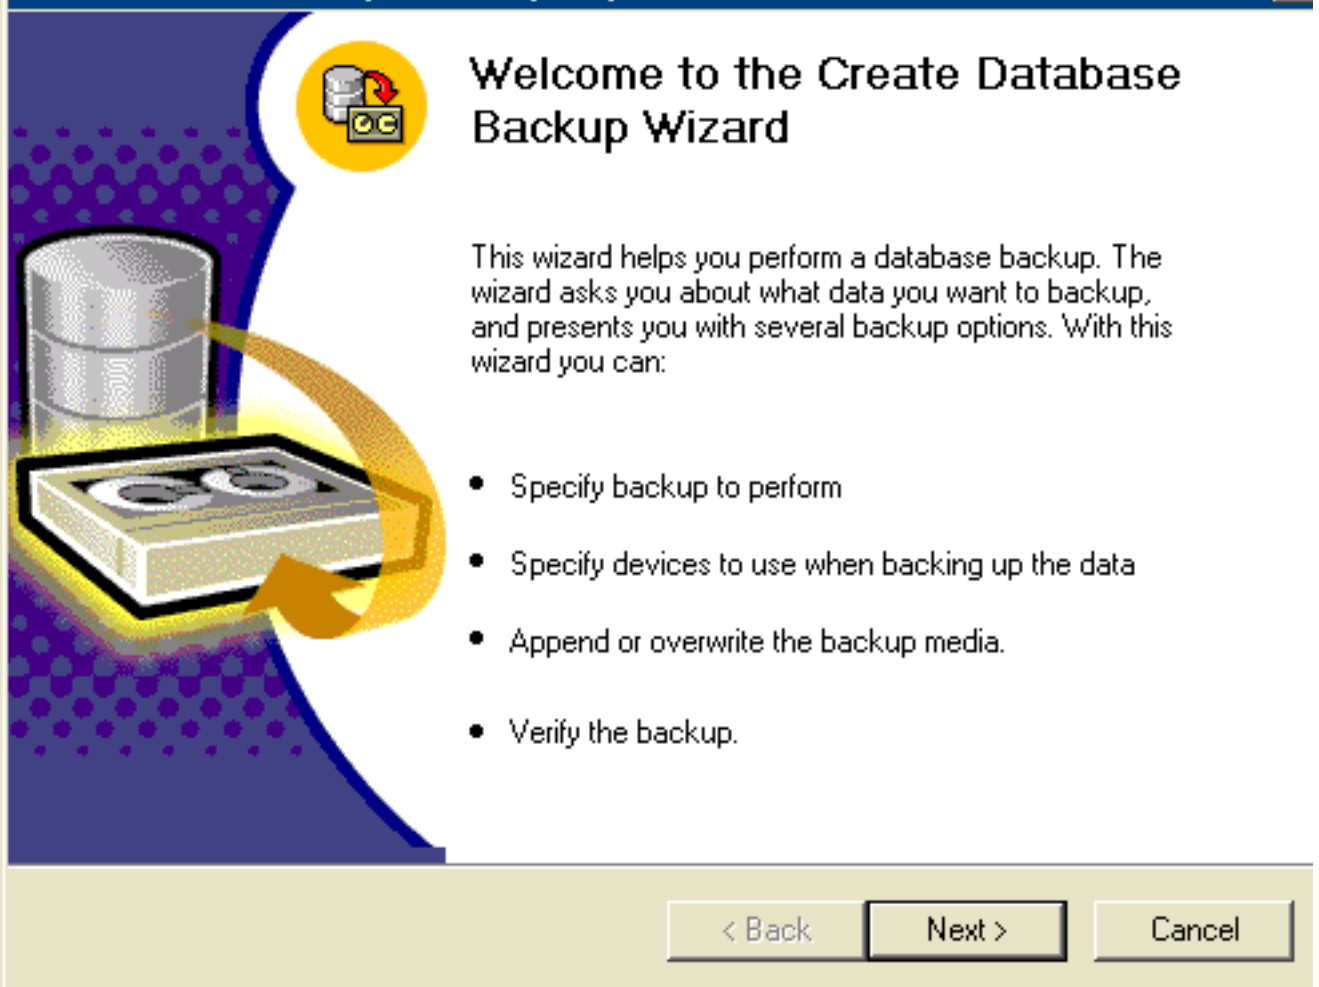 Welcome to the Create Database
Backup Wizard
This wizard helps you perform a database backup. The
wizard asks you about what data you want to backup,
and presents you with several backup options. With this
wizard you can:
• Specify backup to perform
• Specify devices to use when backing up the data
• Append or overwrite the backup media.
• Verify the backup.
< Back
Next >
Cancel